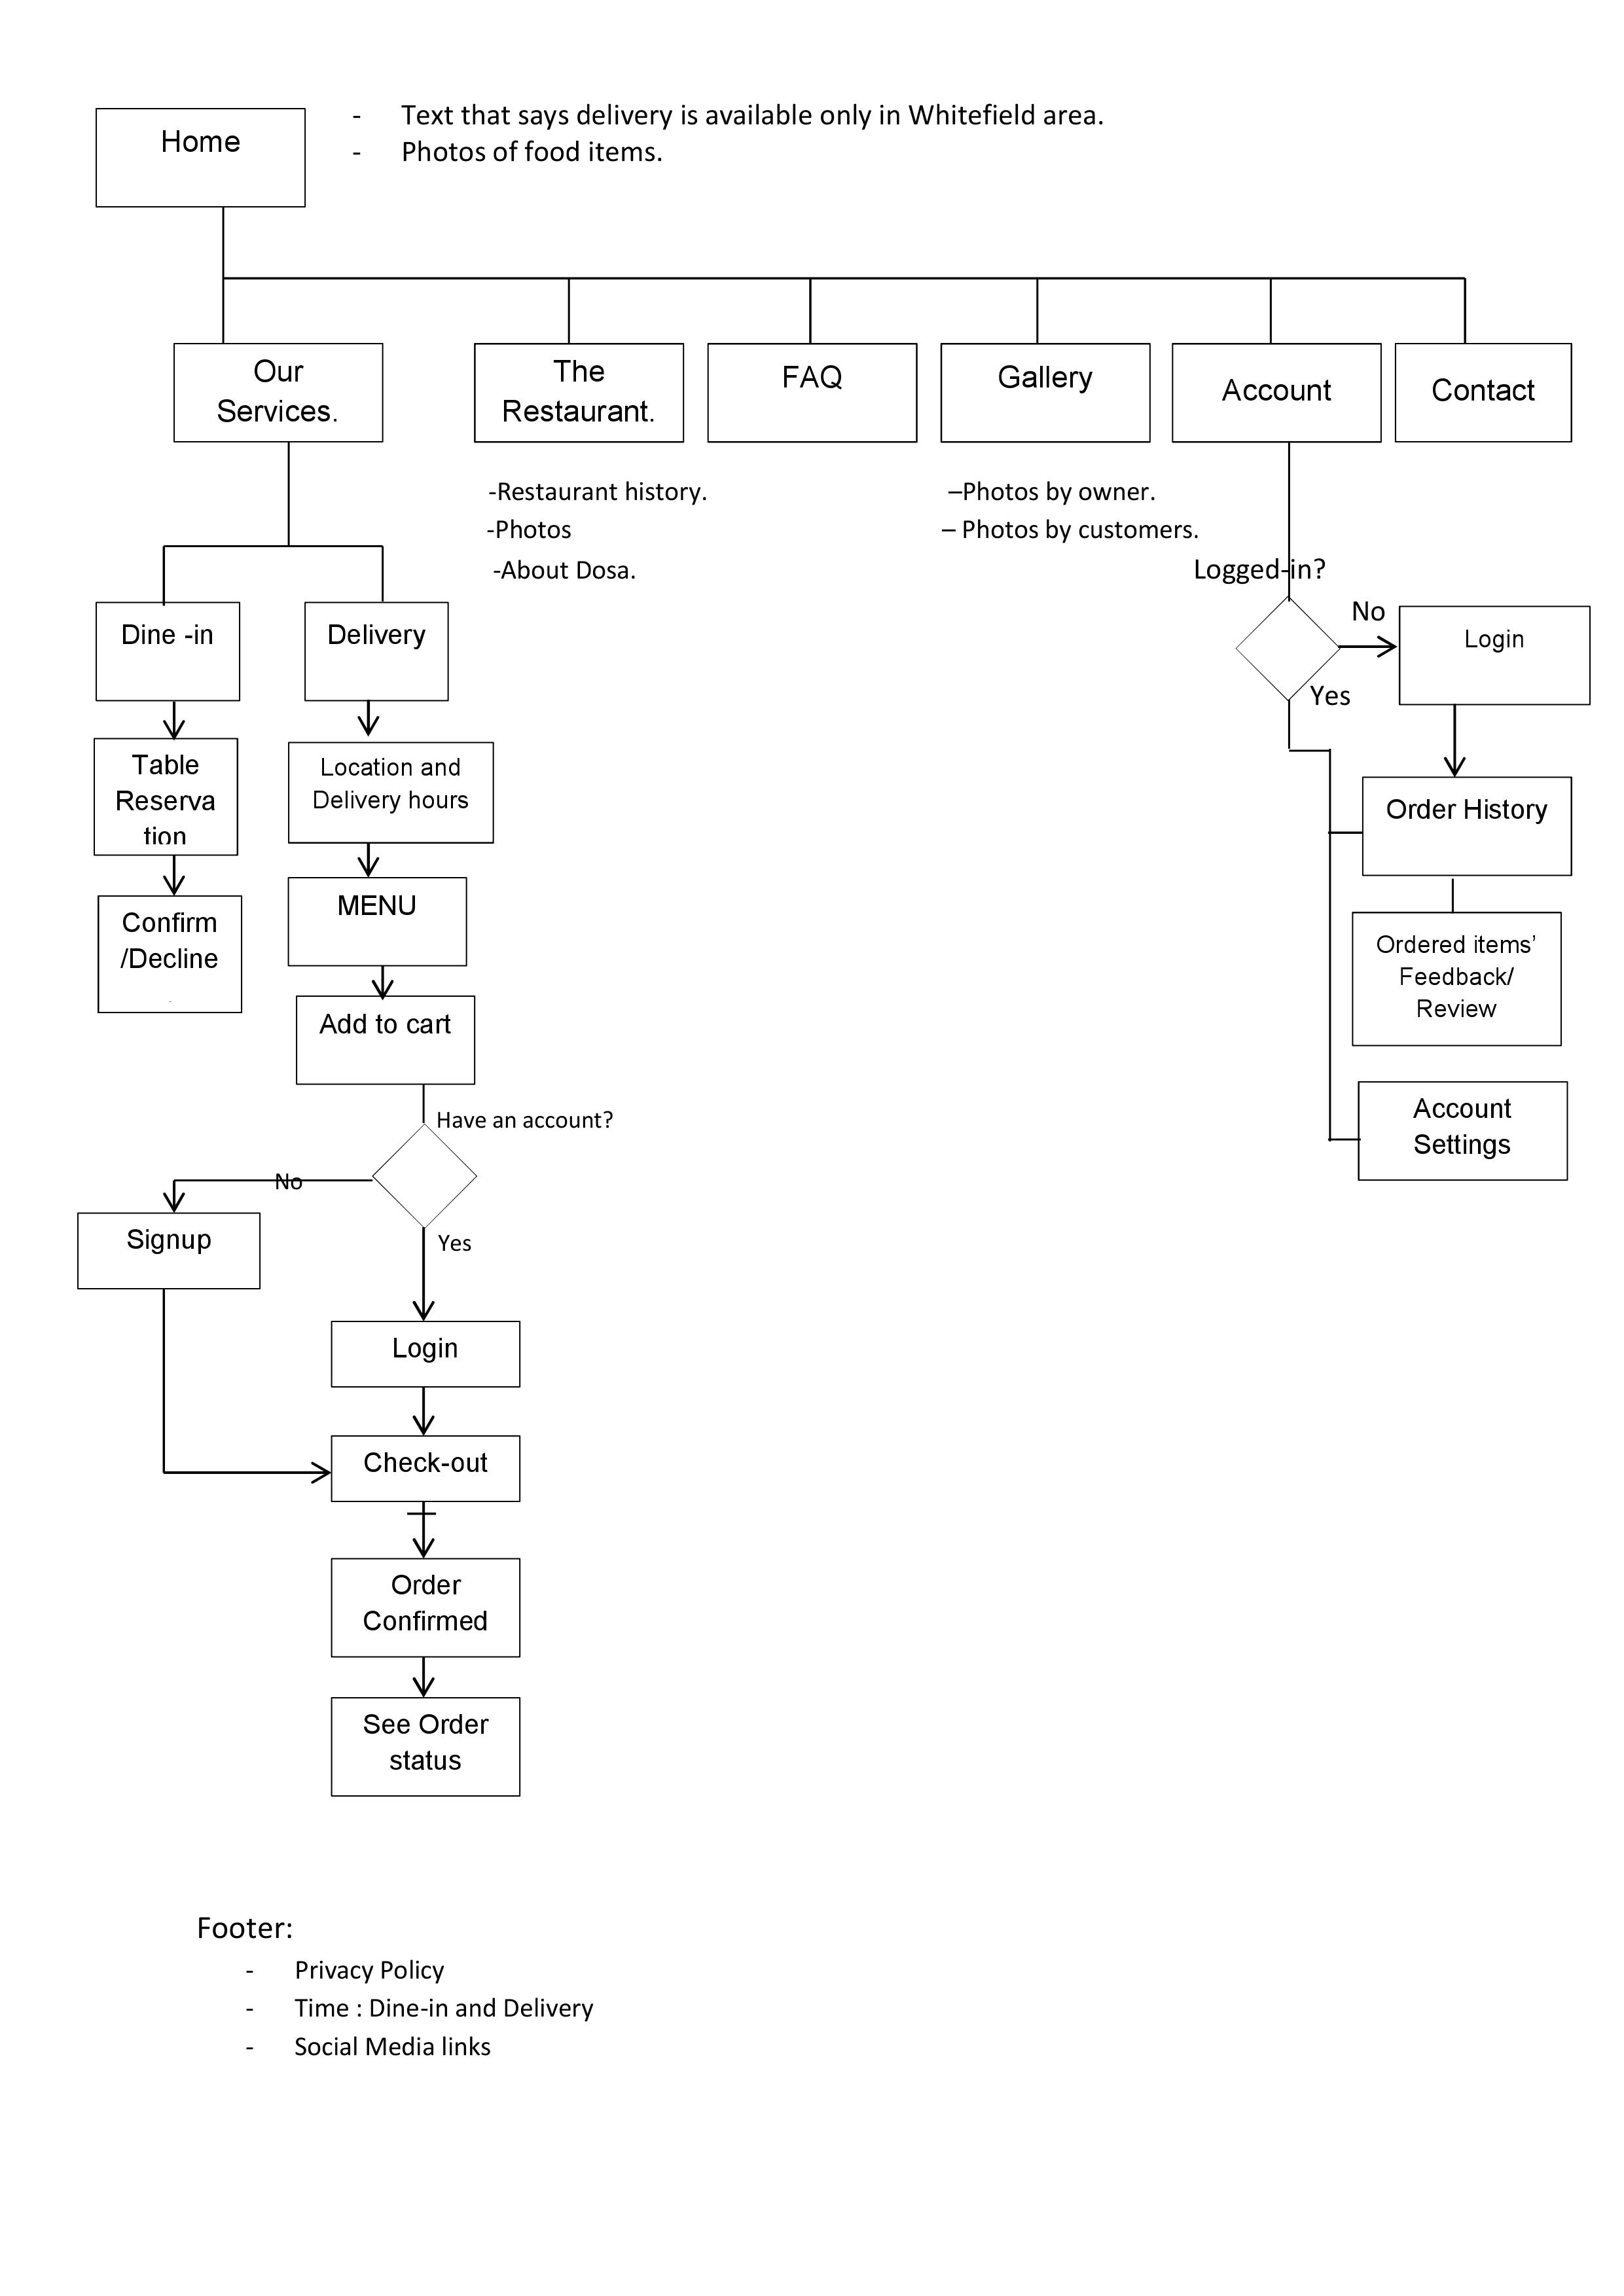 Home
- Text that says delivery is available only in Whitefield area.
- Photos of food items.
Our
Services.
The
Restaurant.
FAQ
Gallery
Account
Contact
-Restaurant history.
-Photos
-About Dosa.
–Photos by owner.
– Photos by customers.
Logged-in?
No
Yes
Login
Order History
Ordered items’
Feedback/
Review
Account
Settings
Dine -in
Table
Reserva
tion
Confirm
/Decline
Delivery
Location and
Delivery hours
MENU
Add to cart
Have an account?
No
Yes
Signup
Login
Check-out
Order
Confirmed
See Order
status
Footer:
- Privacy Policy
- Time : Dine-in and Delivery
- Social Media links